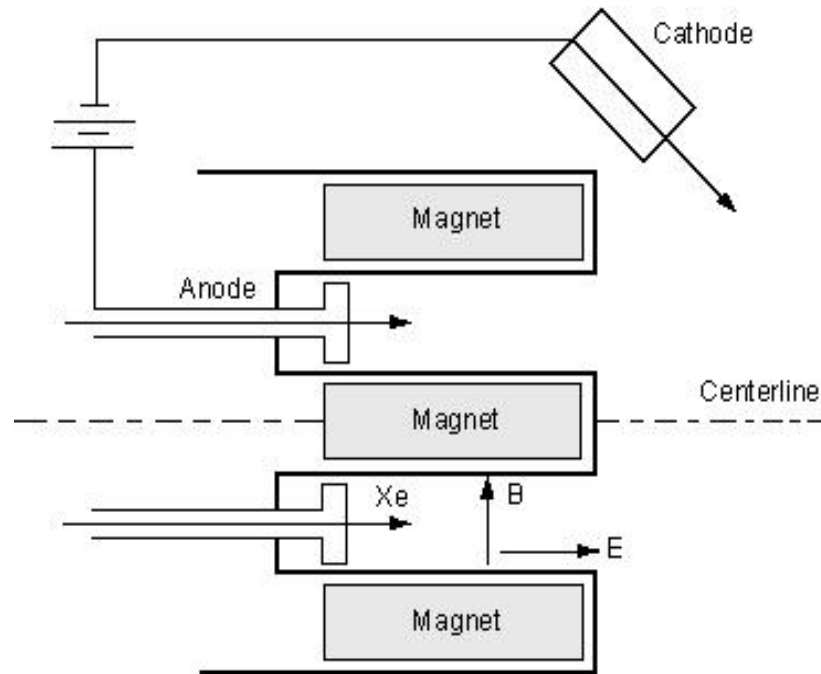 Cathode
Magnet
Anode
Centerline
Magnet
Xe
B
E
Magnet